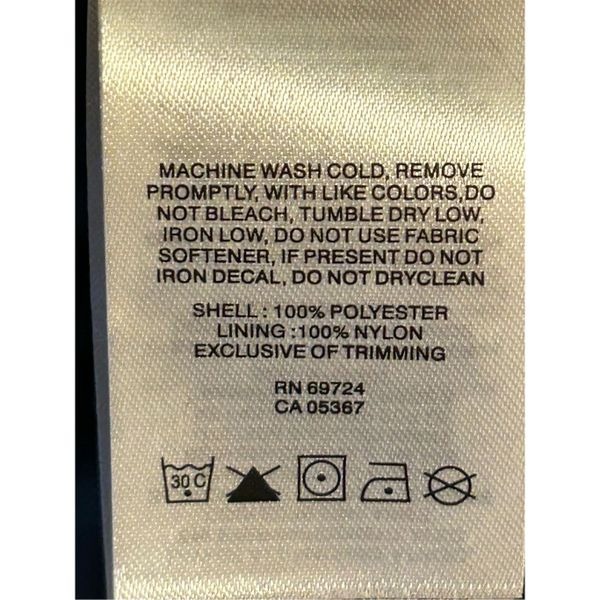 MACHINE WASH COLD, REMOVE
PROMPTLY, WITH LIKE COLORS,DO
NOT BLEACH, TUMBLE DRY LOW,
IRON LOW, DO NOT USE FABRIC
SOFTENER, IF PRESENT DO NOT
IRON DECAL, DO NOT DRYCLEAN
SHELL : 100% POLYESTER
LINING :100% NYLON
EXCLUSIVE OF TRIMMING
RN 69724
CA 05367
30 C